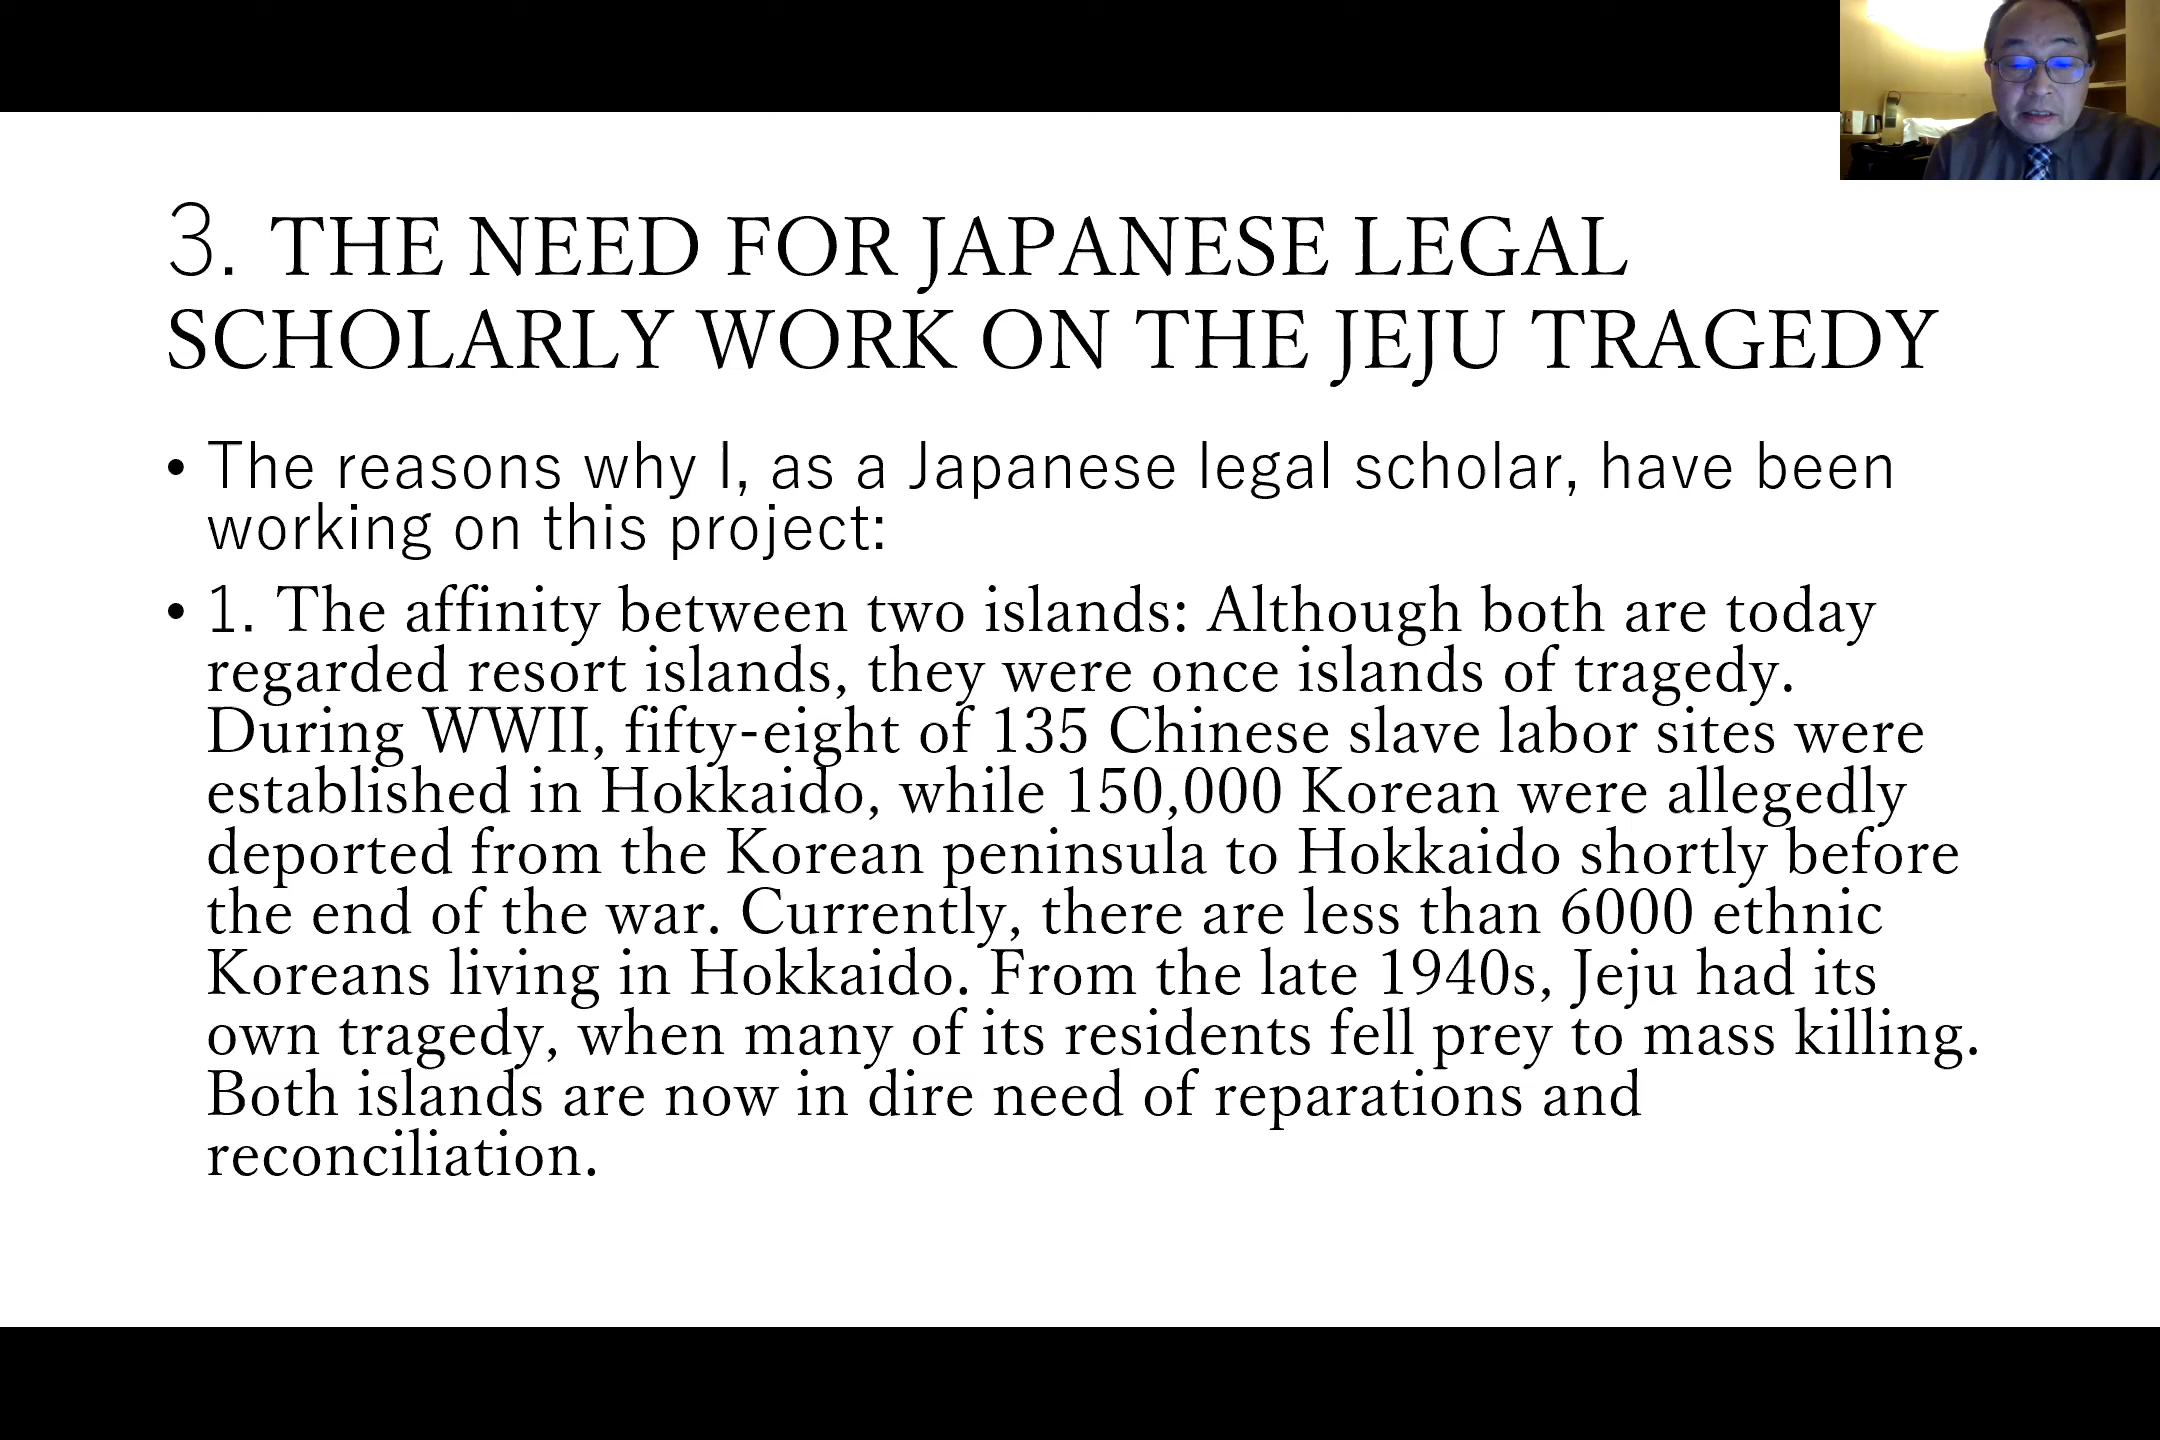 3. THE NEED FOR JAPANESE LEGAL
SCHOLARLY WORK ON THE JEJU TRAGEDY
• The reasons why I, as a Japanese legal scholar, have been
working on this project:
• 1. The affinity between two islands: Although both are today
regarded resort islands, they were once islands of tragedy.
During WWII, fifty-eight of 135 Chinese slave labor sites were
established in Hokkaido, while 150,000 Korean were allegedly
deported from the Korean peninsula to Hokkaido shortly before
the end of the war. Currently, there are less than 6000 ethnic
Koreans living in Hokkaido. From the late 1940s, Jeju had its
own tragedy, when many of its residents fell prey to mass killing.
Both islands are now in dire need of reparations and
reconciliation.